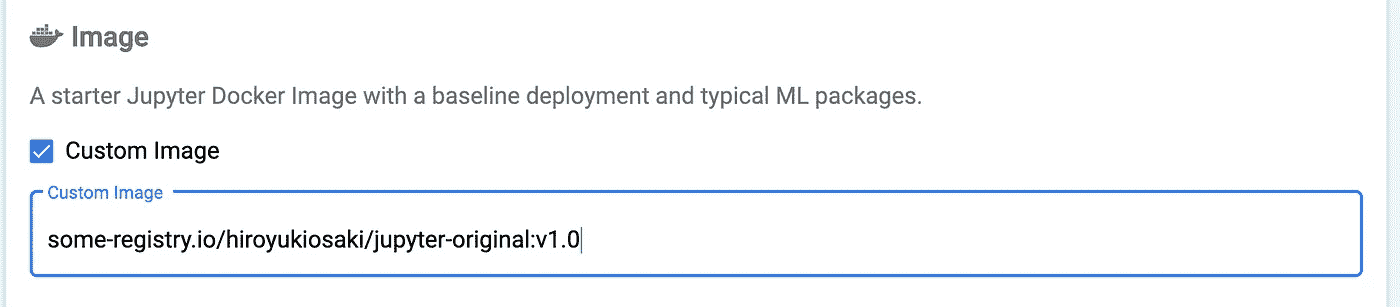 Image
A starter Jupyter Docker Image with a baseline deployment and typical ML packages.
Custom Image
Custom Image
some-registry.io/hiroyukiosaki/jupyter-original:v1.0